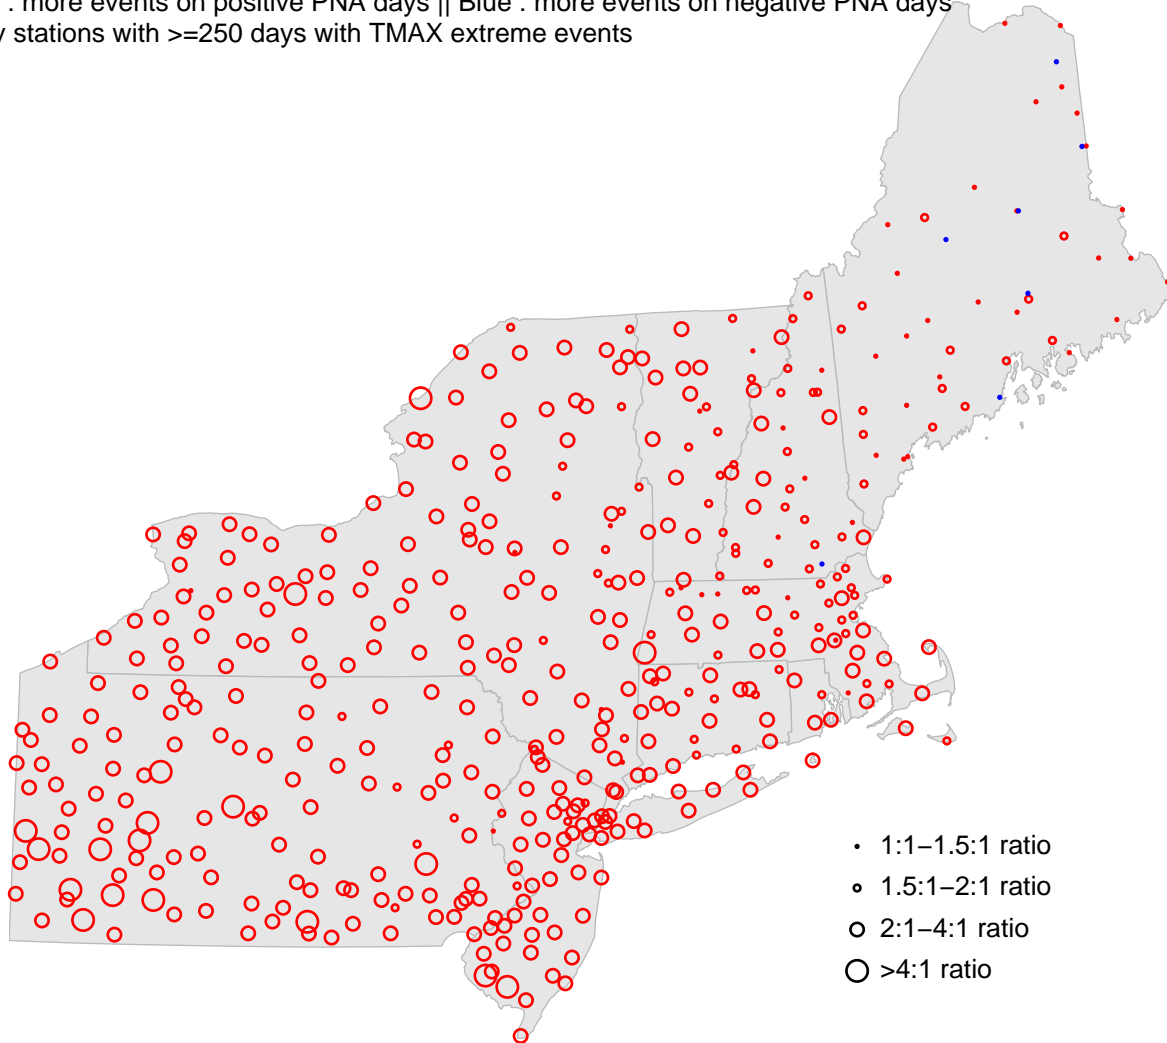 : more events on positive PNA days || Blue : more events on negative PNA days
stations with >=250 days with TMAX extreme events
1:1–1.5:1 ratio
1.5:1–2:1 ratio
2:1–4:1 ratio
>4:1 ratio